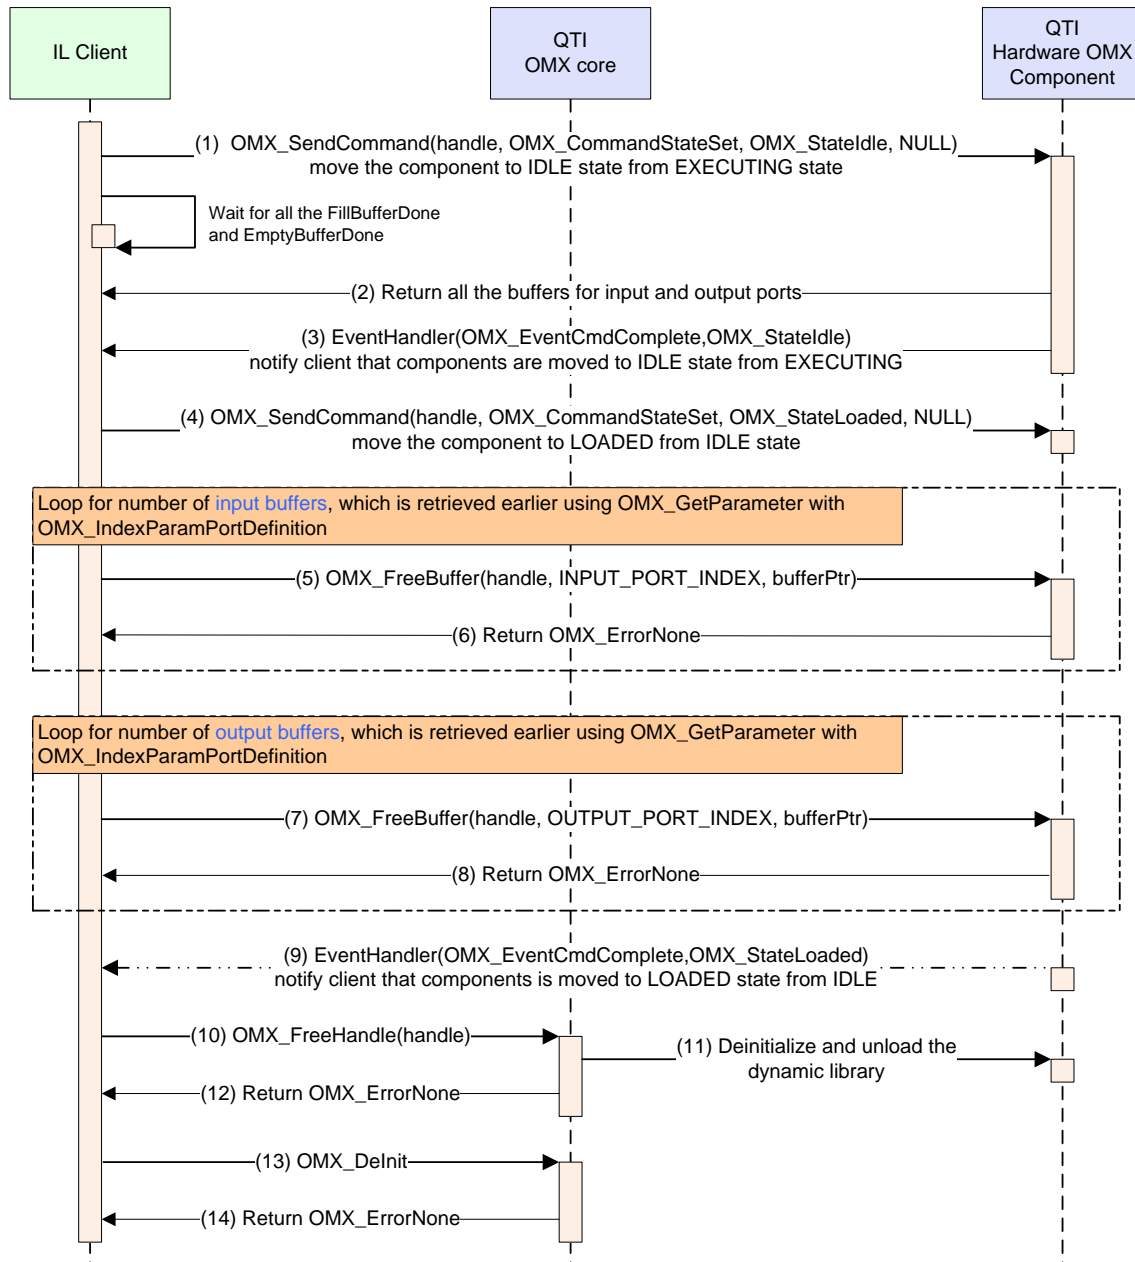 IL Client
QTI
OMX core
QTI
Hardware OMX
Component
(1)  OMX_SendCommand(handle, OMX_CommandStateSet, OMX_StateIdle, NULL)
move the component to IDLE state from EXECUTING state
Wait for all the FillBufferDone
and EmptyBufferDone
(2) Return all the buffers for input and output ports
(3) EventHandler(OMX_EventCmdComplete,OMX_StateIdle)
notify client that components are moved to IDLE state from EXECUTING
(4) OMX_SendCommand(handle, OMX_CommandStateSet, OMX_StateLoaded, NULL)
move the component to LOADED from IDLE state
Loop for number of input buffers, which is retrieved earlier using OMX_GetParameter with
OMX_IndexParamPortDefinition
(5) OMX_FreeBuffer(handle, INPUT_PORT_INDEX, bufferPtr)
(6) Return OMX_ErrorNone
Loop for number of output buffers, which is retrieved earlier using OMX_GetParameter with
OMX_IndexParamPortDefinition
(7) OMX_FreeBuffer(handle, OUTPUT_PORT_INDEX, bufferPtr)
(8) Return OMX_ErrorNone
(9) EventHandler(OMX_EventCmdComplete,OMX_StateLoaded)
notify client that components is moved to LOADED state from IDLE
(10) OMX_FreeHandle(handle)
(11) Deinitialize and unload the
dynamic library
(12) Return OMX_ErrorNone
(13) OMX_DeInit
(14) Return OMX_ErrorNone